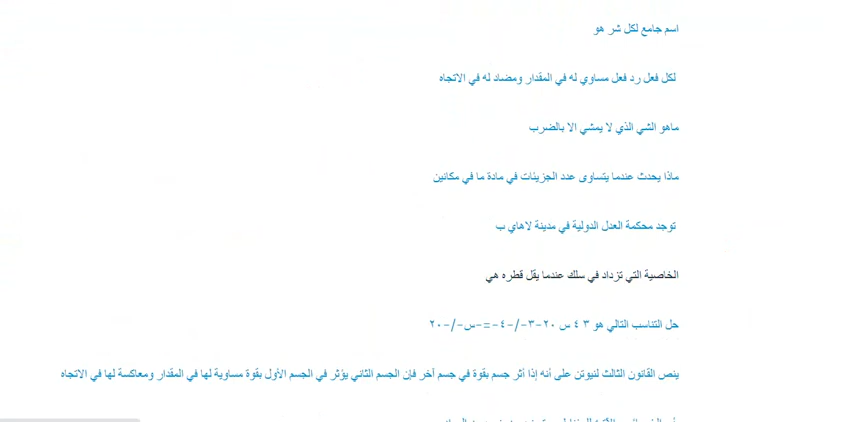 اسم جامع لكل شر هو
لكل فعل رد فعل مساوي له في المقدار ومضاد له في الاتجاه
ماهو الشي الذي لا يمشي الا بالضرب
ماذا يحدث عندما يتساوى عدد الجزيئات في مادة ما في مكانين
توجد محكمة العدل الدولية في مدينة لاهاي ب
الخاصية التي تزداد في سلك عندما يقل قطره هي
حل التناسب التالي هو ٣ ٤ س ٢٠-٣-/-٤-=-س-/-٢٠
ينص القانون الثالث لنيوتن على أنه إذا أثر جسم بقوة في جسم آخر فإن الجسم الثاني يؤثر في الجسم الأول بقوة مساوية لها في المقدار ومعاكسة لها في الاتجاه